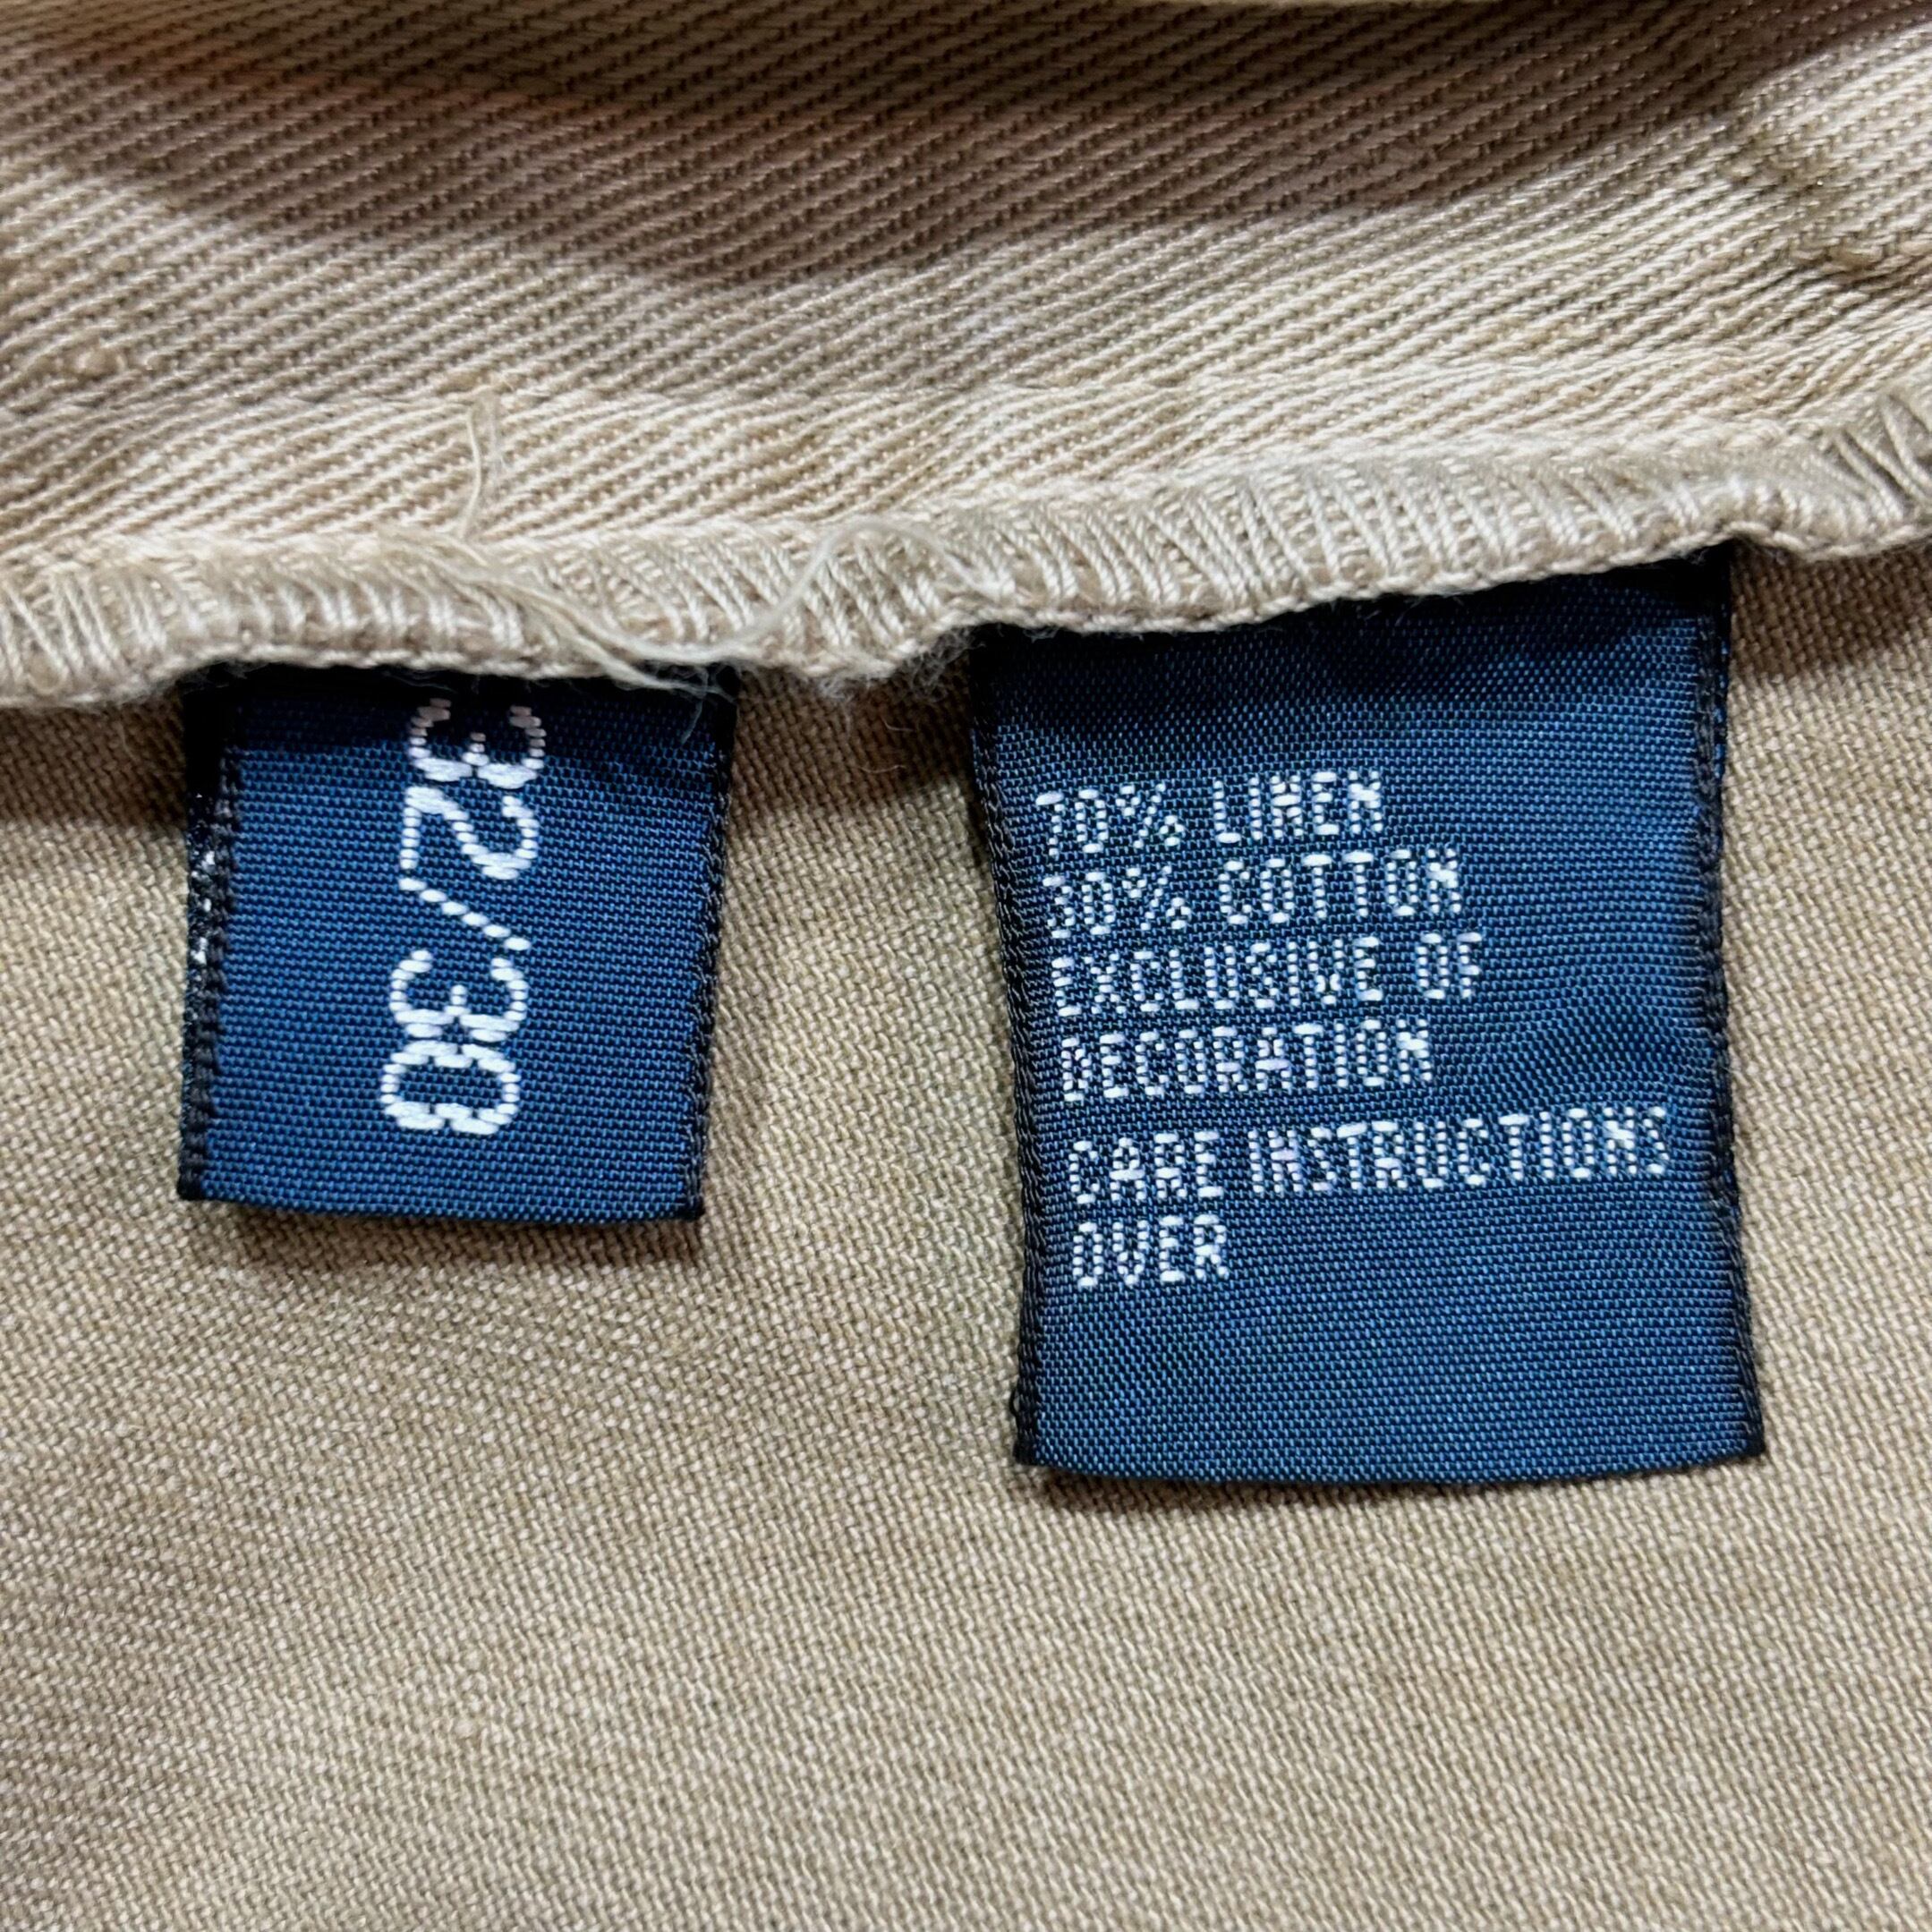 32/30
70% LINEN
30% COTTON
EXCLUSIVE OF
DECORATION
CARE INSTRUCTIONS
OVER